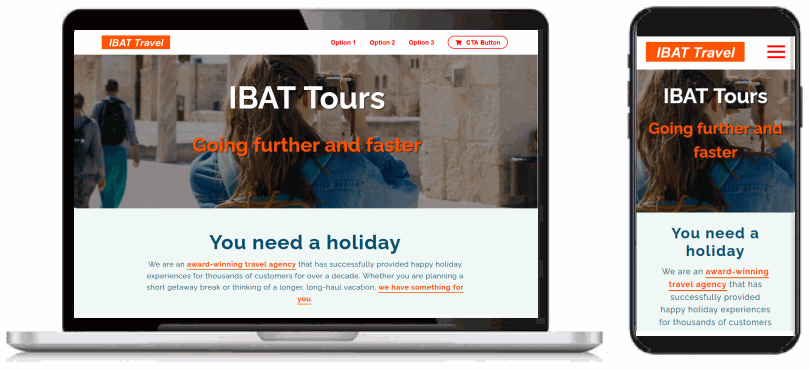 IBAT Travel
Option 1 Option 2 Option 3 CTA Button
IBAT Tours
Going further and faster
You need a holiday
We are an award-winning travel agency that has successfully provided happy holiday
experiences for thousands of customers for over a decade. Whether you are planning a
short getaway break or thinking of a longer, long-haul vacation, we have something for
you.
IBAT Travel
IBAT Tours
Going further and
faster
You need a
holiday
We are an award-winning
travel agency that has
successfully provided
happy holiday experiences
for thousands of customers